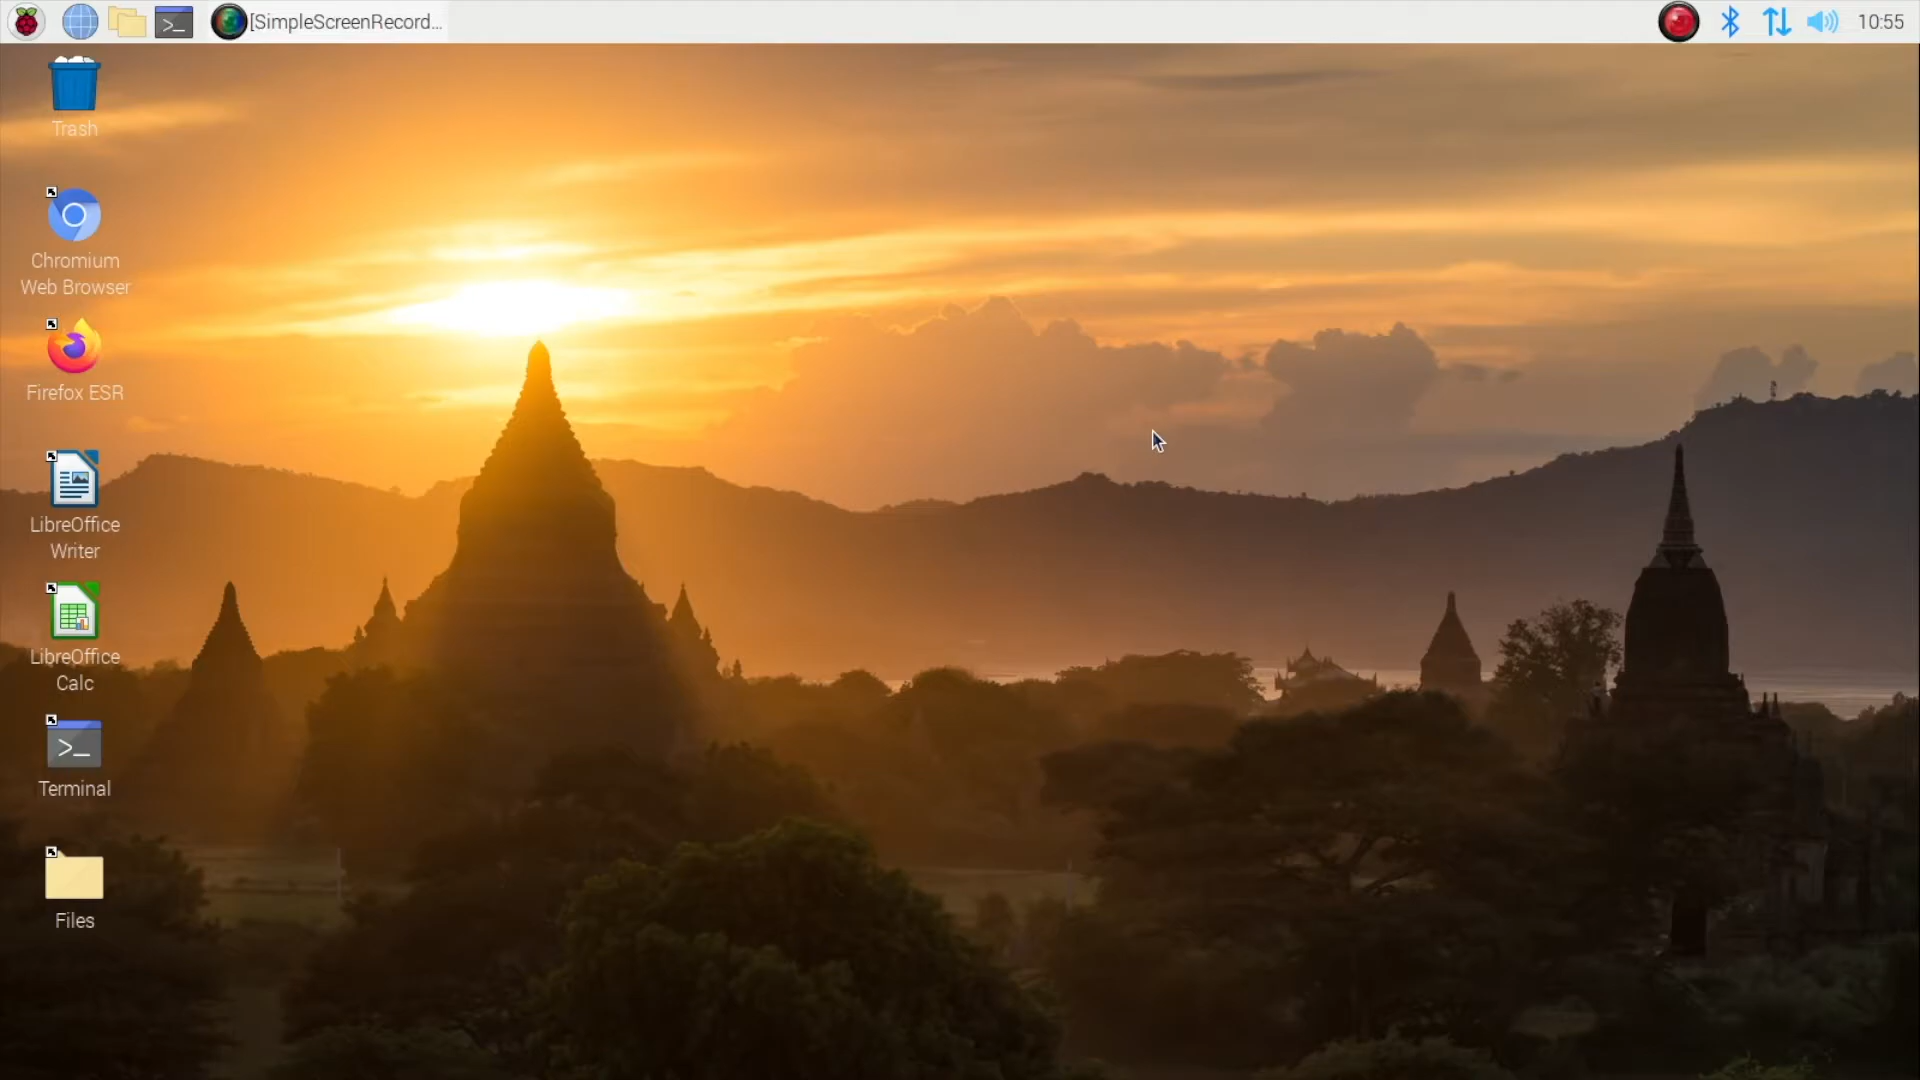 [SimpleScreenRecord...
10:55
Trash
Chromium
Web Browser
Firefox ESR
LibreOffice
Writer
LibreOffice
Calc
>_
Terminal
Files